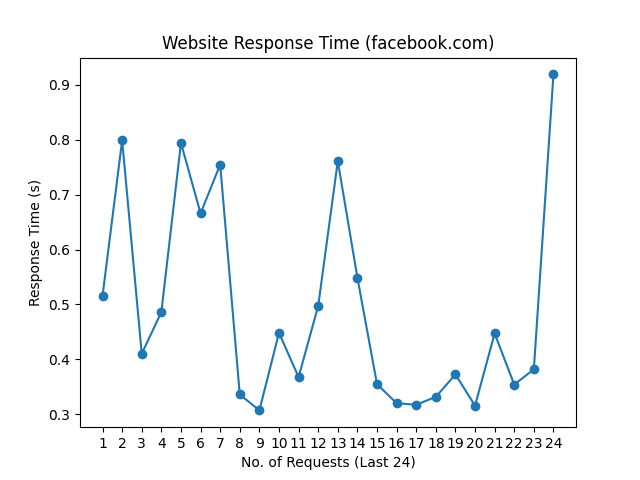 Website Response Time (facebook.com)
Response Time (s)
0.9
0.8
0.7
0.6
0.5
0.4
0.3
1 2 3 4 5 6 7 8 9 10 11 12 13 14 15 16 17 18 19 20 21 22 23 24
No. of Requests (Last 24)